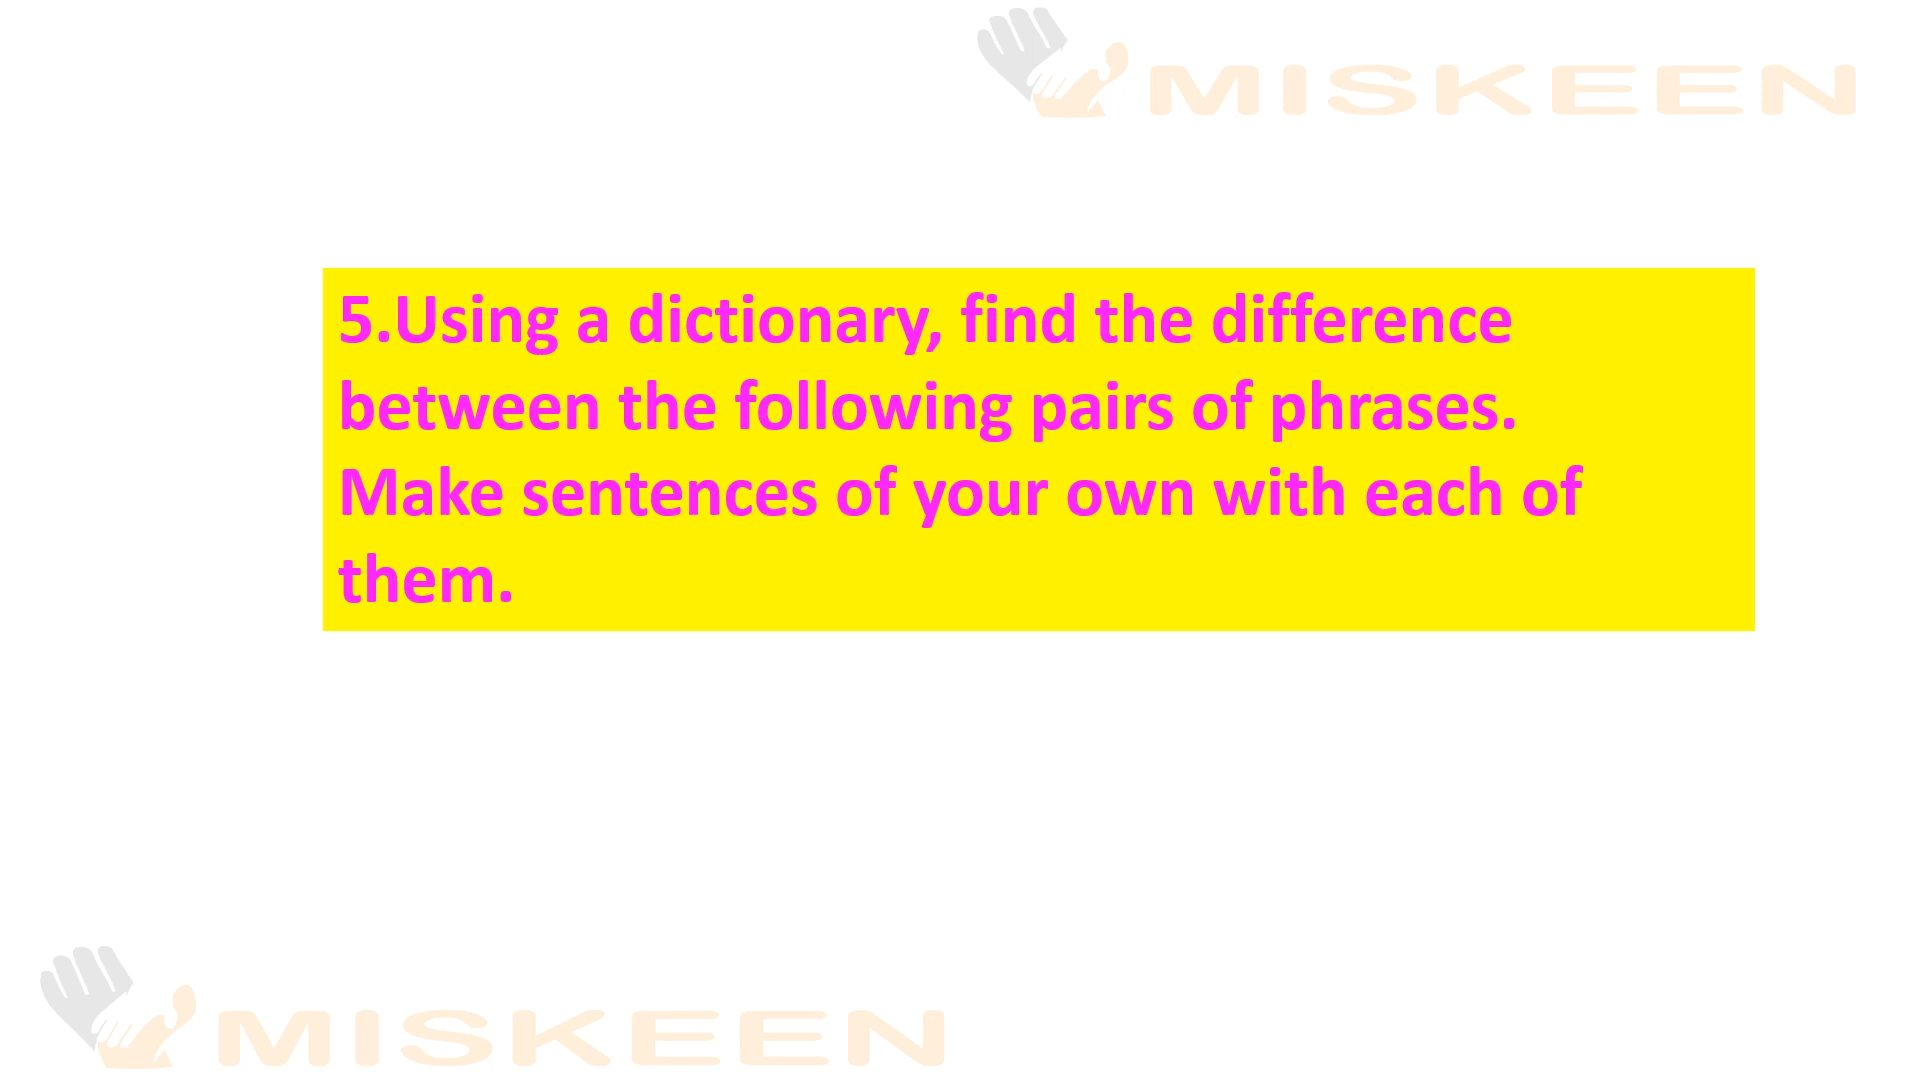 MISKEEN
5.Using a dictionary, find the difference
between the following pairs of phrases.
Make sentences of your own with each of
them.
MISKEEN